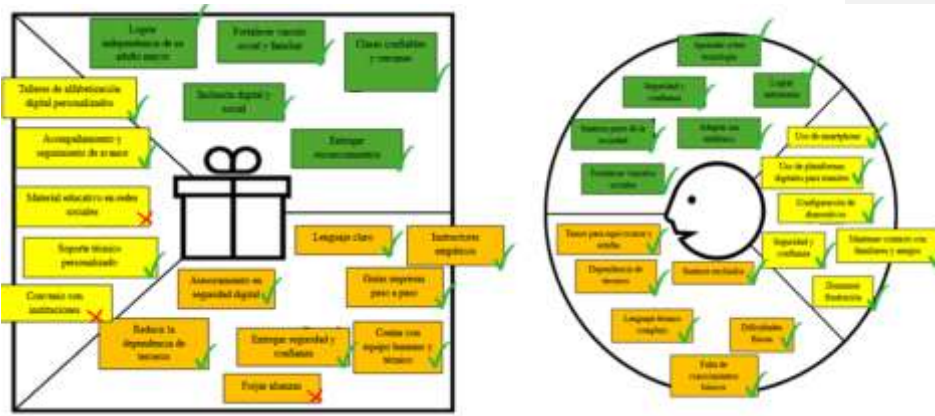 Lograr
independencia de un
adulto mayor
Fortalecer vínculo
social y familiar
Clases confiables
y cercanas
Inclusión digital y
social
Entregar
Talleres de alfabetización
digital personalizados
Acompañamiento y
seguimiento de avance
Material educativo en redes
sociales
Soporte técnico
personalizado
Convenio con
instituciones
Lenguaje claro
Instructores
empáticos
Asesoramiento en
seguridad digital
Guías impresas
paso a paso
Reducir la
dependencia de
terceros
Entregar seguridad y
confianza
Contar con
equipo humano y
técnico
Forjar alianzas
Aprender sobre
tecnología
Seguridad y
confianza
Lograr
autonomía
Sentirse parte de la
sociedad
Adaptar sus
Fortalecer vínculos
sociales
Uso de smartphone
Uso de plataformas
digitales para trámites
Configuración de
dispositivos
Seguridad y
confianza
Mantener contacto con
familiares y amigos
Disminuir
frustración
Temor para equivocarse y
estafas
Dependencia de
terceros
Sentirse excluidos
Lenguaje técnico
complejo
Dificultades
físicas
Falta de
conocimientos
básicos